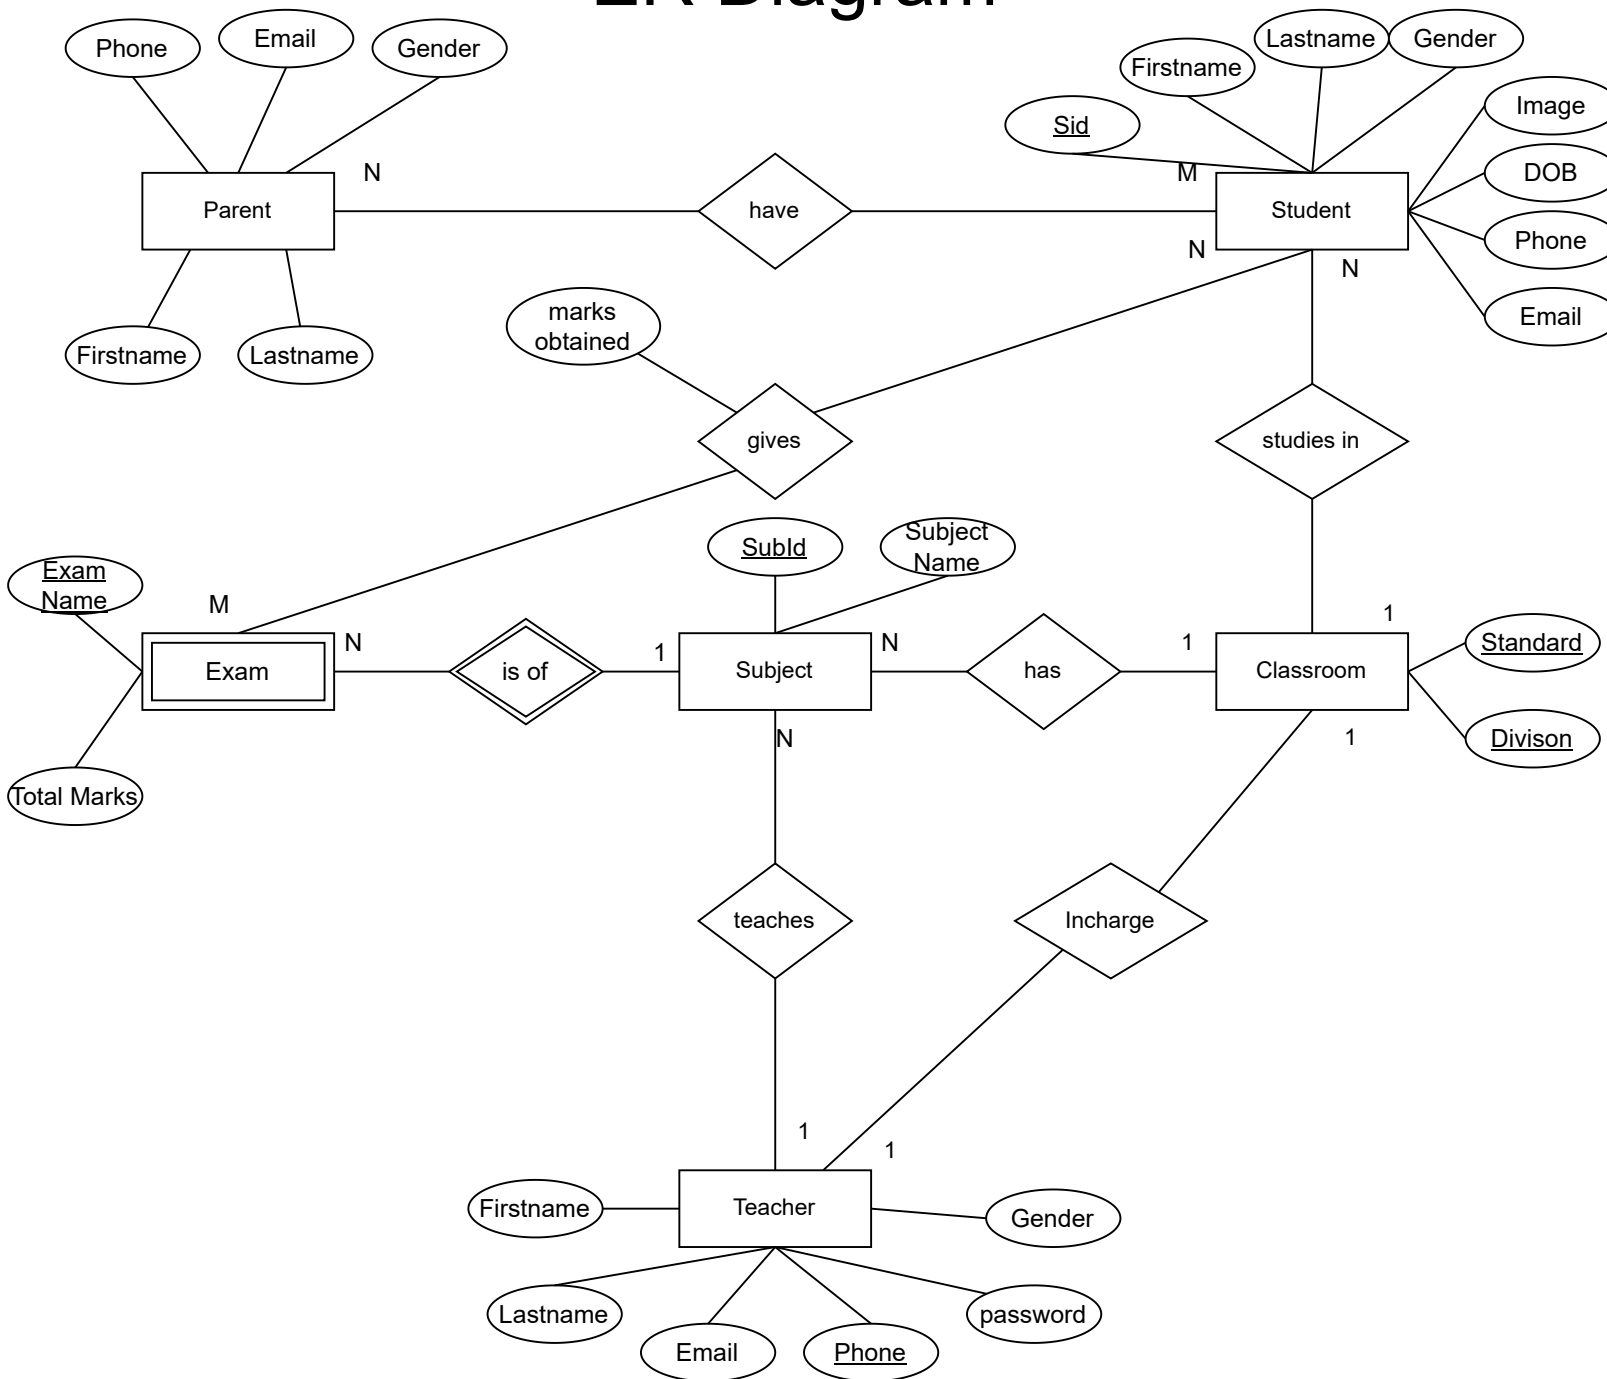 ER Diagram
Phone
Email
Gender
Firstname
Lastname
Gender
Sid
Image
DOB
Phone
Email
N
M
Parent
have
Student
N
N
Firstname
Lastname
marks
obtained
gives
studies in
SubId
Subject
Name
Exam
Name
M
N
1
N
1
1
Exam
is of
Subject
has
Classroom
Standard
Divison
N
1
Total Marks
teaches
Incharge
1
1
Firstname
Teacher
Gender
Lastname
Email
Phone
password